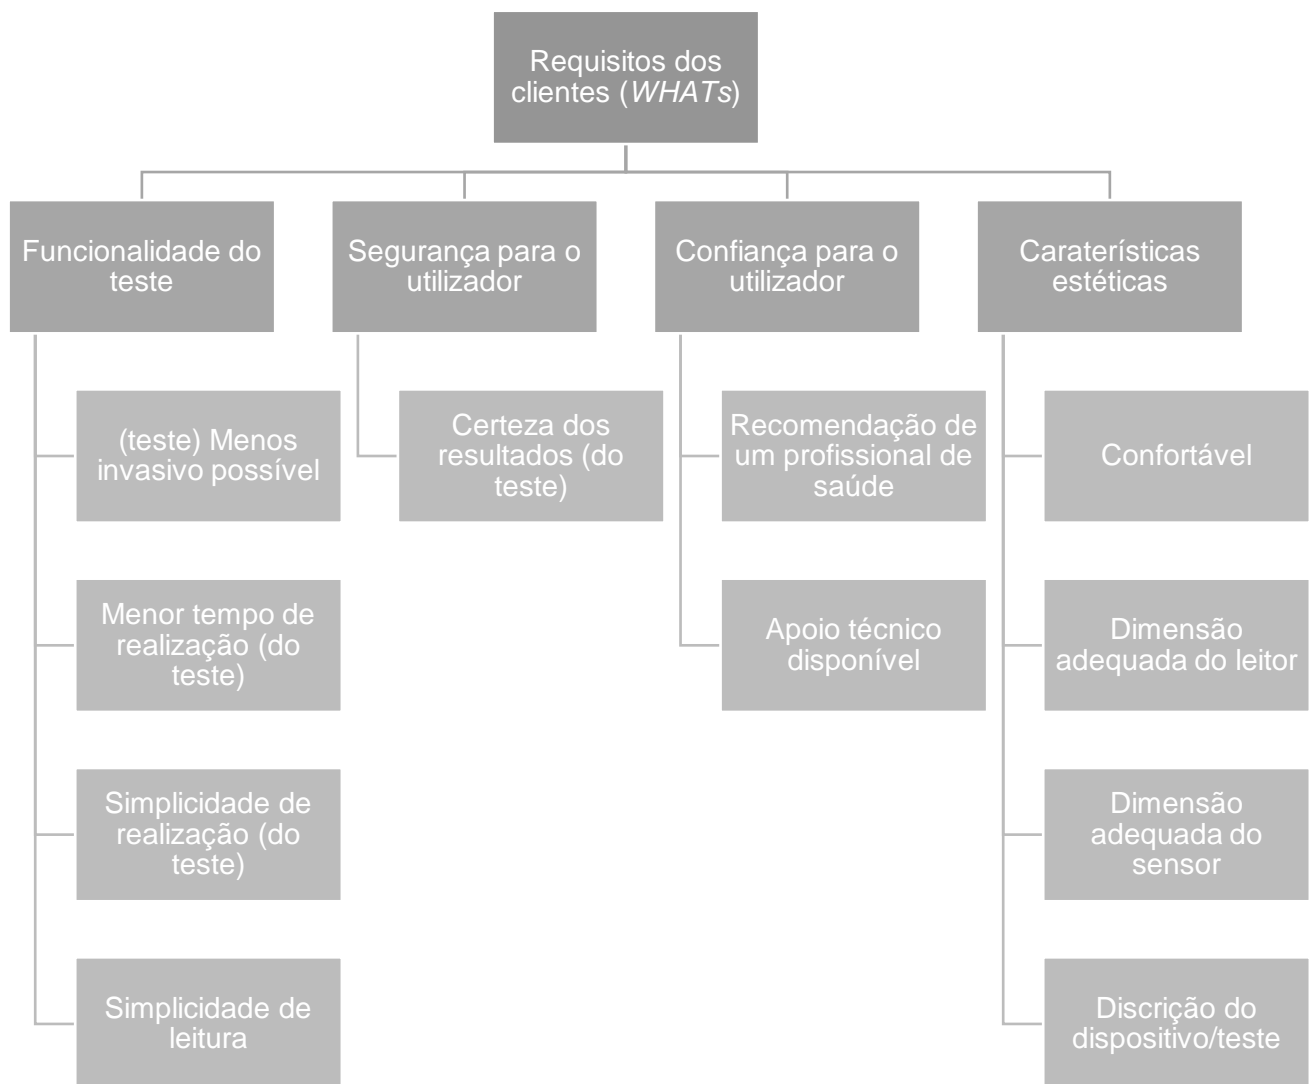 Requisitos dos
clientes (WHATs)
Funcionalidade do
teste
Segurança para o
utilizador
Confiança para o
utilizador
Caraterísticas
estéticas
(teste) Menos
invasivo possível
Menor tempo de
realização (do
teste)
Simplicidade de
realização (do
teste)
Simplicidade de
leitura
Certeza dos
resultados (do
teste)
Recomendação de
um profissional de
saúde
Apoio técnico
disponível
Confortável
Dimensão
adequada do leitor
Dimensão
adequada do
sensor
Discrição do
dispositivo/teste